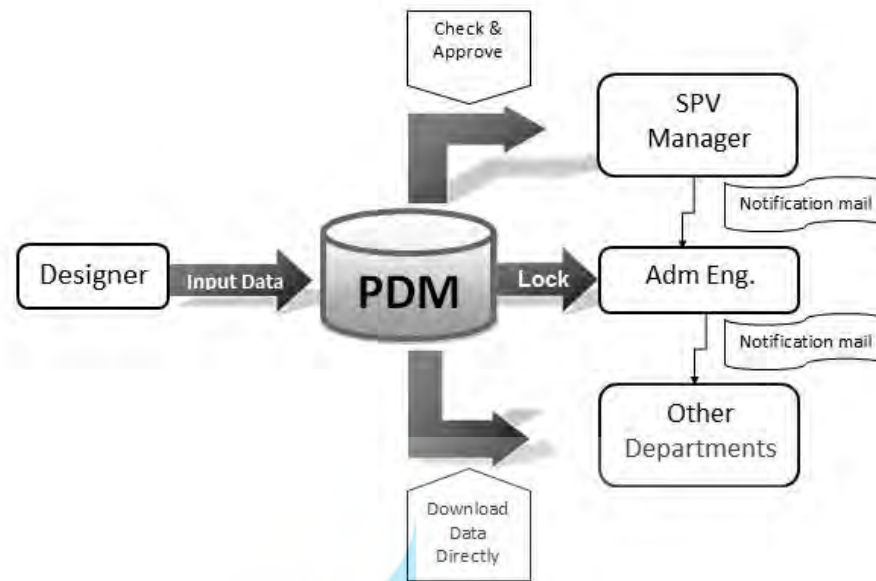 Check &
Approve
SPV
Manager
Notification mail
Designer
Input Data
PDM
Lock
Adm Eng.
Notification mail
Other
Departments
Download
Data
Directly